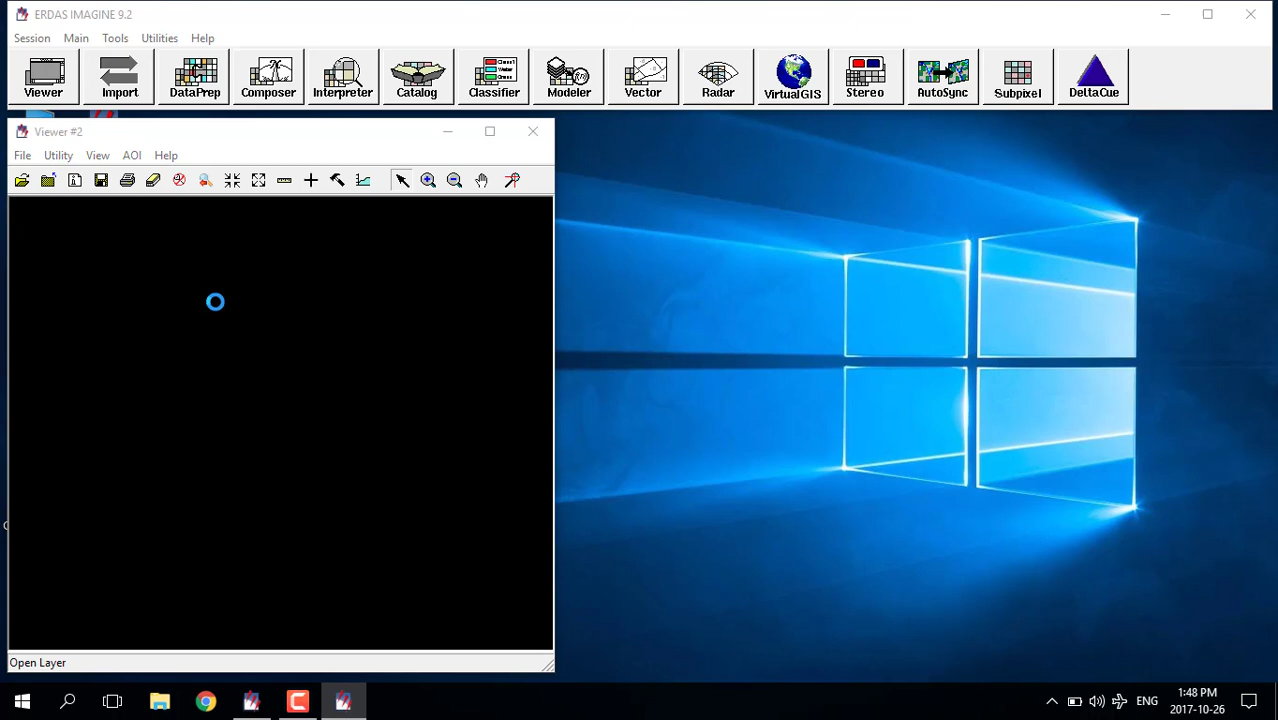 ERDAS IMAGINE 9.2
Session Main Tools Utilities Help
Viewer Import DataPrep Composer Interpreter Catalog Classifier Modeler Vector Radar VirtualGIS Stereo AutoSync Subpixel DeltaCue
Viewer #2
File Utility View AOI Help
Open Layer
ENG
1:48 PM
2017-10-26